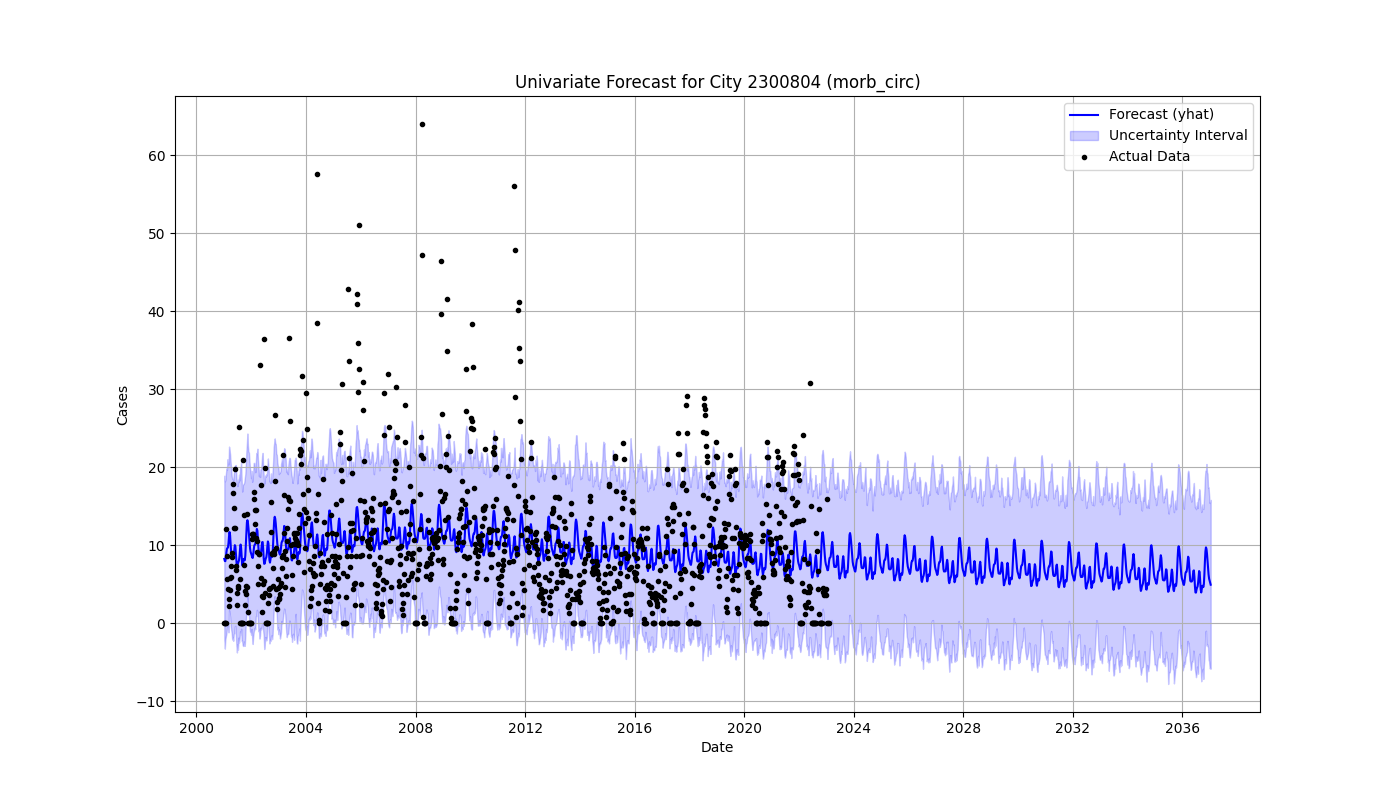 Univariate Forecast for City 2300804 (morb_circ)
Forecast (yhat)
Uncertainty Interval
Actual Data
Cases
60
50
40
30
20
10
0
−10
2000 2004 2008 2012 2016 2020 2024 2028 2032 2036
Date